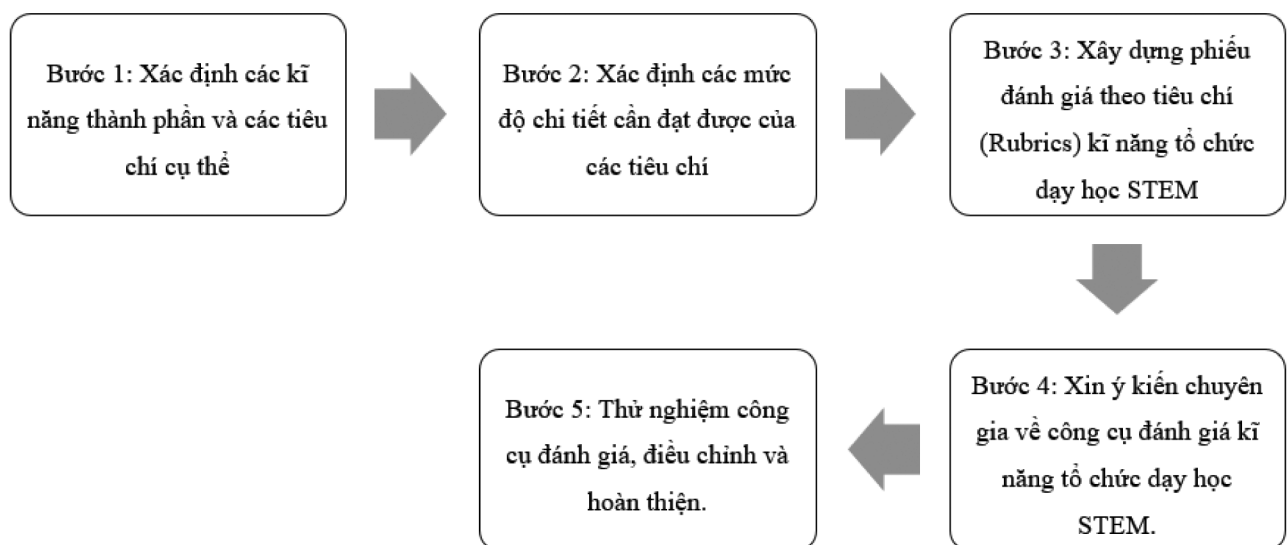 Bước 1: Xác định các kĩ
năng thành phần và các tiêu
chí cụ thể
Bước 2: Xác định các mức
độ chi tiết cần đạt được của
các tiêu chí
Bước 3: Xây dựng phiếu
đánh giá theo tiêu chí
(Rubrics) kĩ năng tổ chức
dạy học STEM
Bước 4: Xin ý kiến chuyên
gia về công cụ đánh giá kĩ
năng tổ chức dạy học
STEM.
Bước 5: Thử nghiệm công
cụ đánh giá, điều chỉnh và
hoàn thiện.